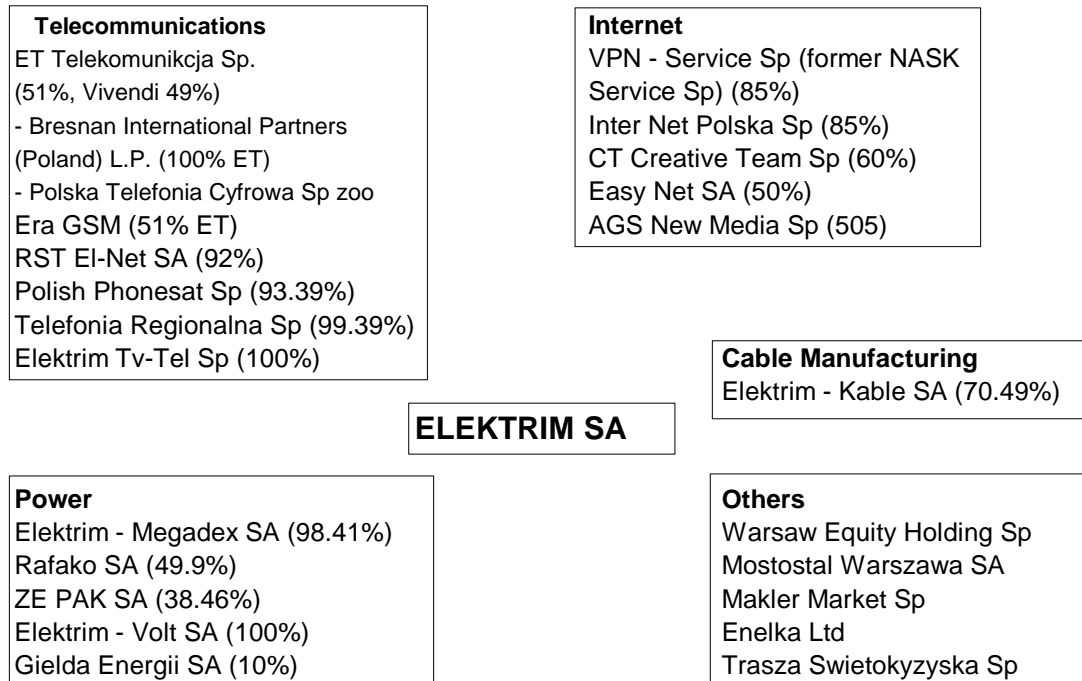 Telecommunications
ET Telekomunikcja Sp.
(51%, Vivendi 49%)
- Bresnan International Partners
(Poland) L.P. (100% ET)
- Polska Telefonia Cyfrowa Sp zoo
Era GSM (51% ET)
RST El-Net SA (92%)
Polish Phonesat Sp (93.39%)
Telefonia Regionalna Sp (99.39%)
Elektrim Tv-Tel Sp (100%)
Internet
VPN - Service Sp (former NASK
Service Sp) (85%)
Inter Net Polska Sp (85%)
CT Creative Team Sp (60%)
Easy Net SA (50%)
AGS New Media Sp (505)
Cable Manufacturing
Elektrim - Kable SA (70.49%)
ELEKTRIM SA
Power
Elektrim - Megadex SA (98.41%)
Rafako SA (49.9%)
ZE PAK SA (38.46%)
Elektrim - Volt SA (100%)
Gielda Energii SA (10%)
Others
Warsaw Equity Holding Sp
Mostostal Warszawa SA
Makler Market Sp
Enelka Ltd
Trasza Swietokyzyska Sp